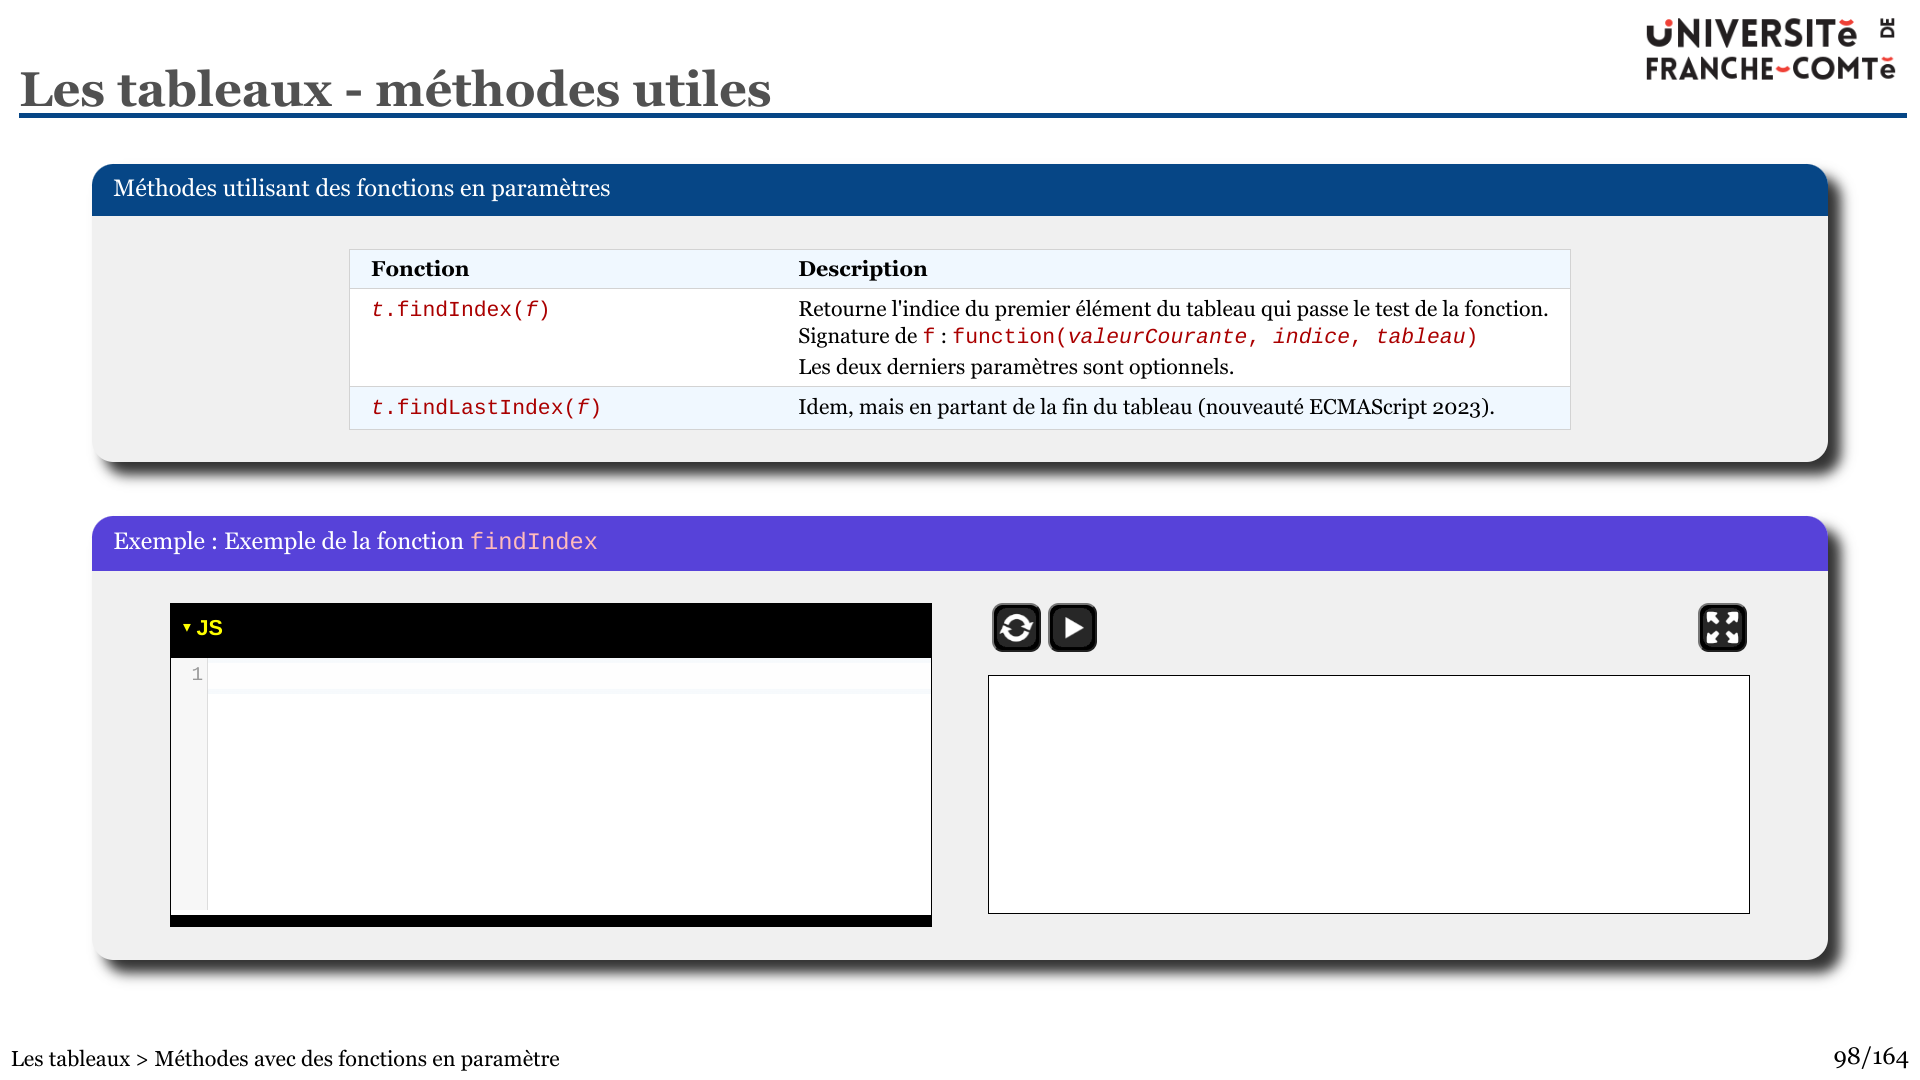 UNIVERSITĕ DE
FRANCHE-COMTĕ
Les tableaux - méthodes utiles
Méthodes utilisant des fonctions en paramètres
Fonction Description
t.findIndex(f) Retourne l'indice du premier élément du tableau qui passe le test de la fonction.
Signature de f : function(valeurCourante, indice, tableau)
Les deux derniers paramètres sont optionnels.
t.findLastIndex(f) Idem, mais en partant de la fin du tableau (nouveauté ECMAScript 2023).
Exemple : Exemple de la fonction findIndex
▾ JS
1
Les tableaux > Méthodes avec des fonctions en paramètre
98/164